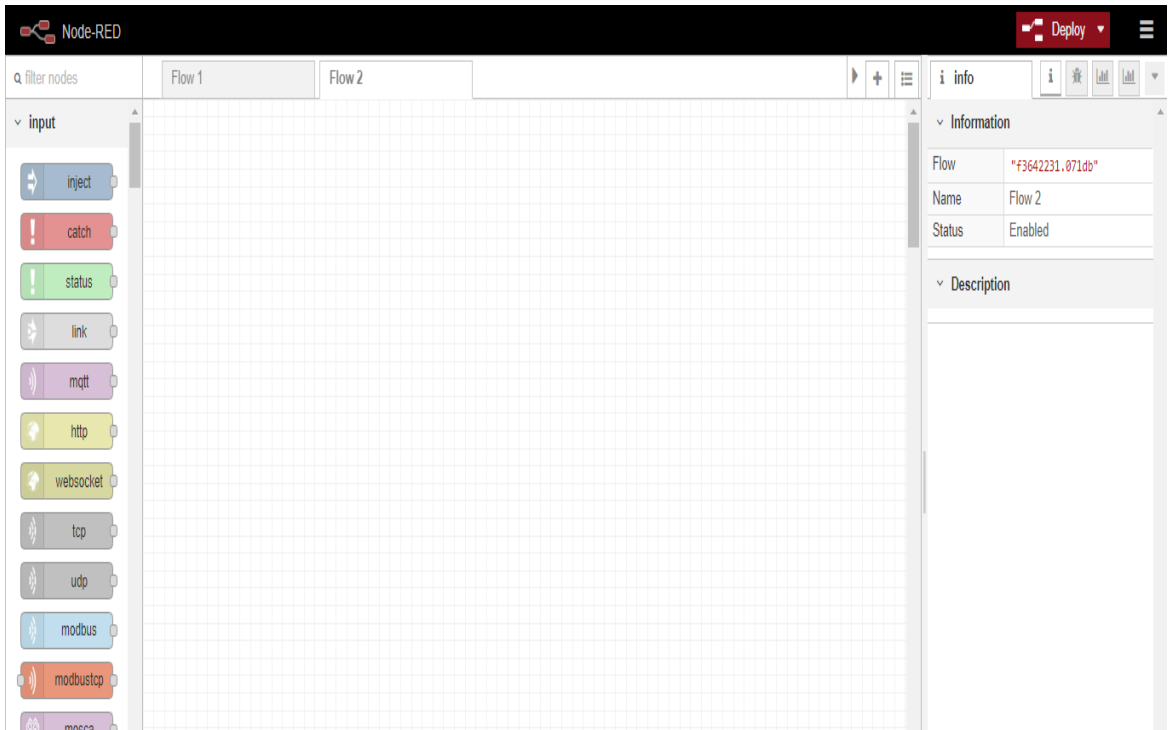 Node-RED
Deploy
filter nodes
Flow 1
Flow 2
i info
input
inject
catch
status
link
mqtt
http
websocket
tcp
udp
modbus
modbustcp
mosca
Information
Flow "f3642231.071db"
Name Flow 2
Status Enabled
Description